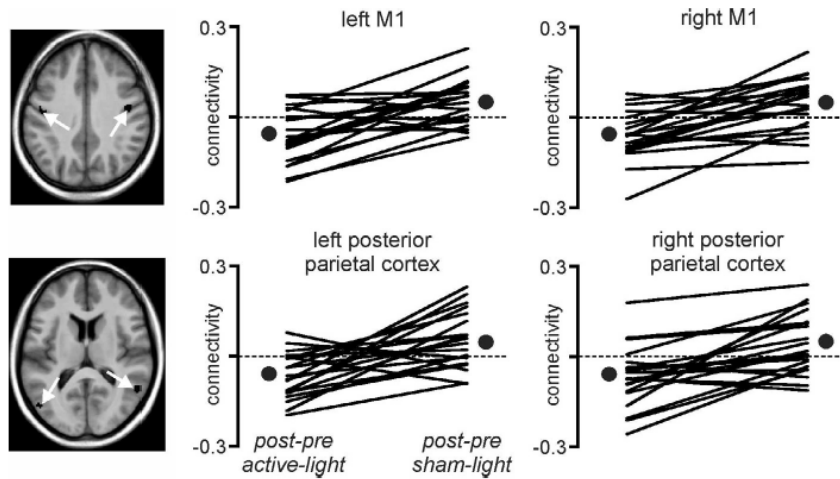 left M1
0.3
connectivity
-0.3
right M1
0.3
connectivity
-0.3
left posterior
parietal cortex
0.3
connectivity
-0.3
post-pre
active-light
post-pre
sham-light
right posterior
parietal cortex
0.3
connectivity
-0.3